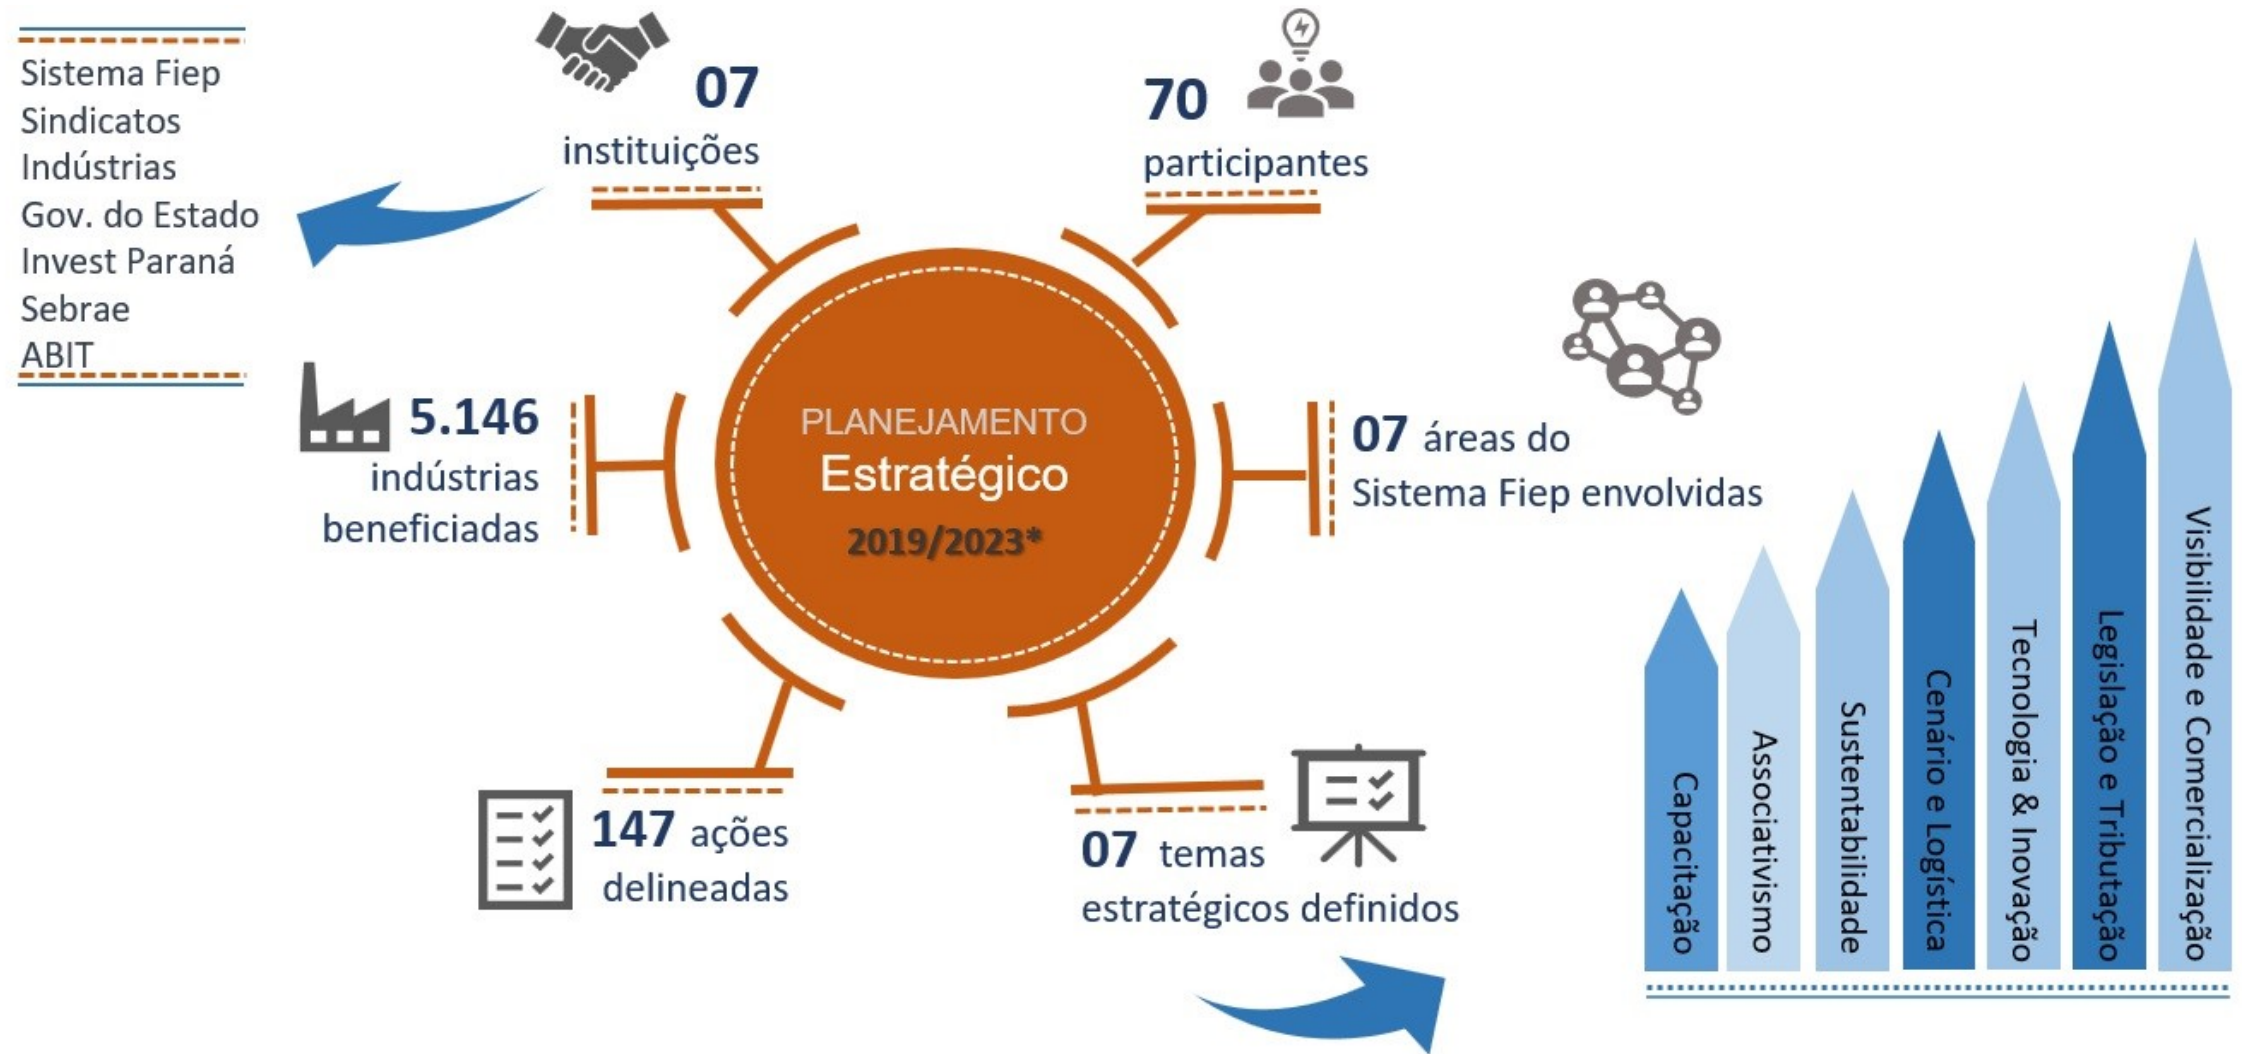 Sistema Fiep
Sindicatos
Indústrias
Gov. do Estado
Invest Paraná
Sebrae
ABIT
07
instituições
70
participantes
5.146
indústrias
beneficiadas
PLANEJAMENTO
Estratégico
2019/2023*
07 áreas do
Sistema Fiep envolvidas
147 ações
delineadas
07 temas
estratégicos definidos
Capacitação
Associativismo
Sustentabilidade
Cenário e Logística
Tecnologia & Inovação
Legislação e Tributação
Visibilidade e Comercialização